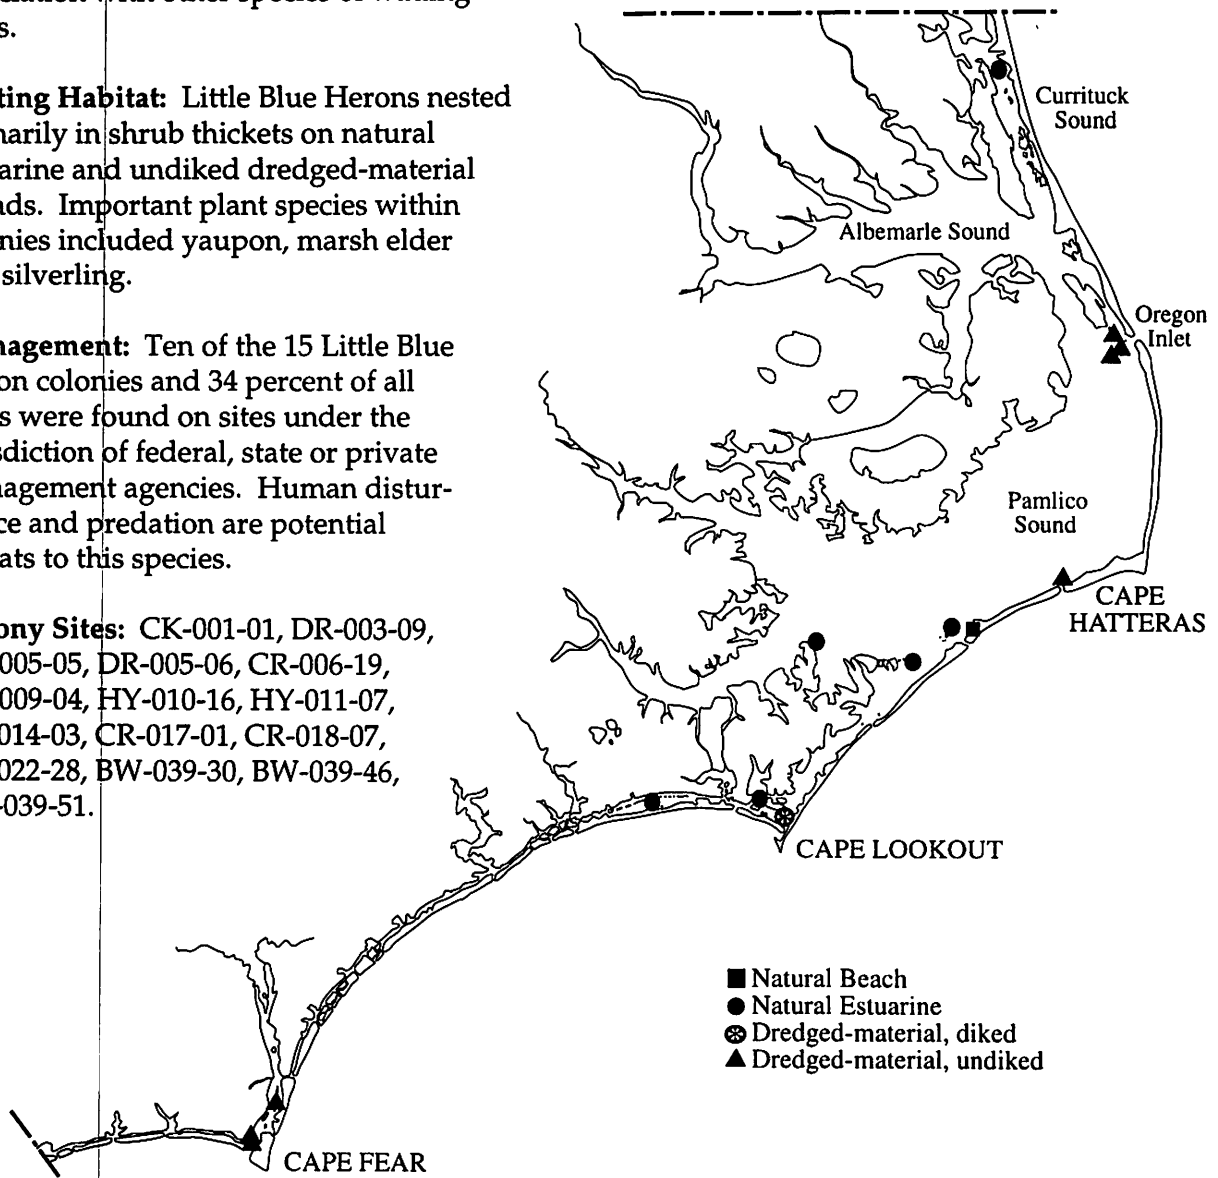 s.
ting Habitat: Little Blue Herons nested
narily in shrub thickets on natural
arine and undiked dredged-material
ds. Important plant species within
nies included yaupon, marsh elder
silverling.
nagement: Ten of the 15 Little Blue
on colonies and 34 percent of all
s were found on sites under the
sdiction of federal, state or private
nagement agencies. Human distur-
ce and predation are potential
ats to this species.
ony Sites: CK-001-01, DR-003-09,
005-05, DR-005-06, CR-006-19,
009-04, HY-010-16, HY-011-07,
014-03, CR-017-01, CR-018-07,
022-28, BW-039-30, BW-039-46,
-039-51.
Currituck
Sound
Albemarle Sound
Oregon
Inlet
Pamlico
Sound
CAPE
HATTERAS
CAPE LOOKOUT
Natural Beach
Natural Estuarine
Dredged-material, diked
Dredged-material, undiked
CAPE FEAR